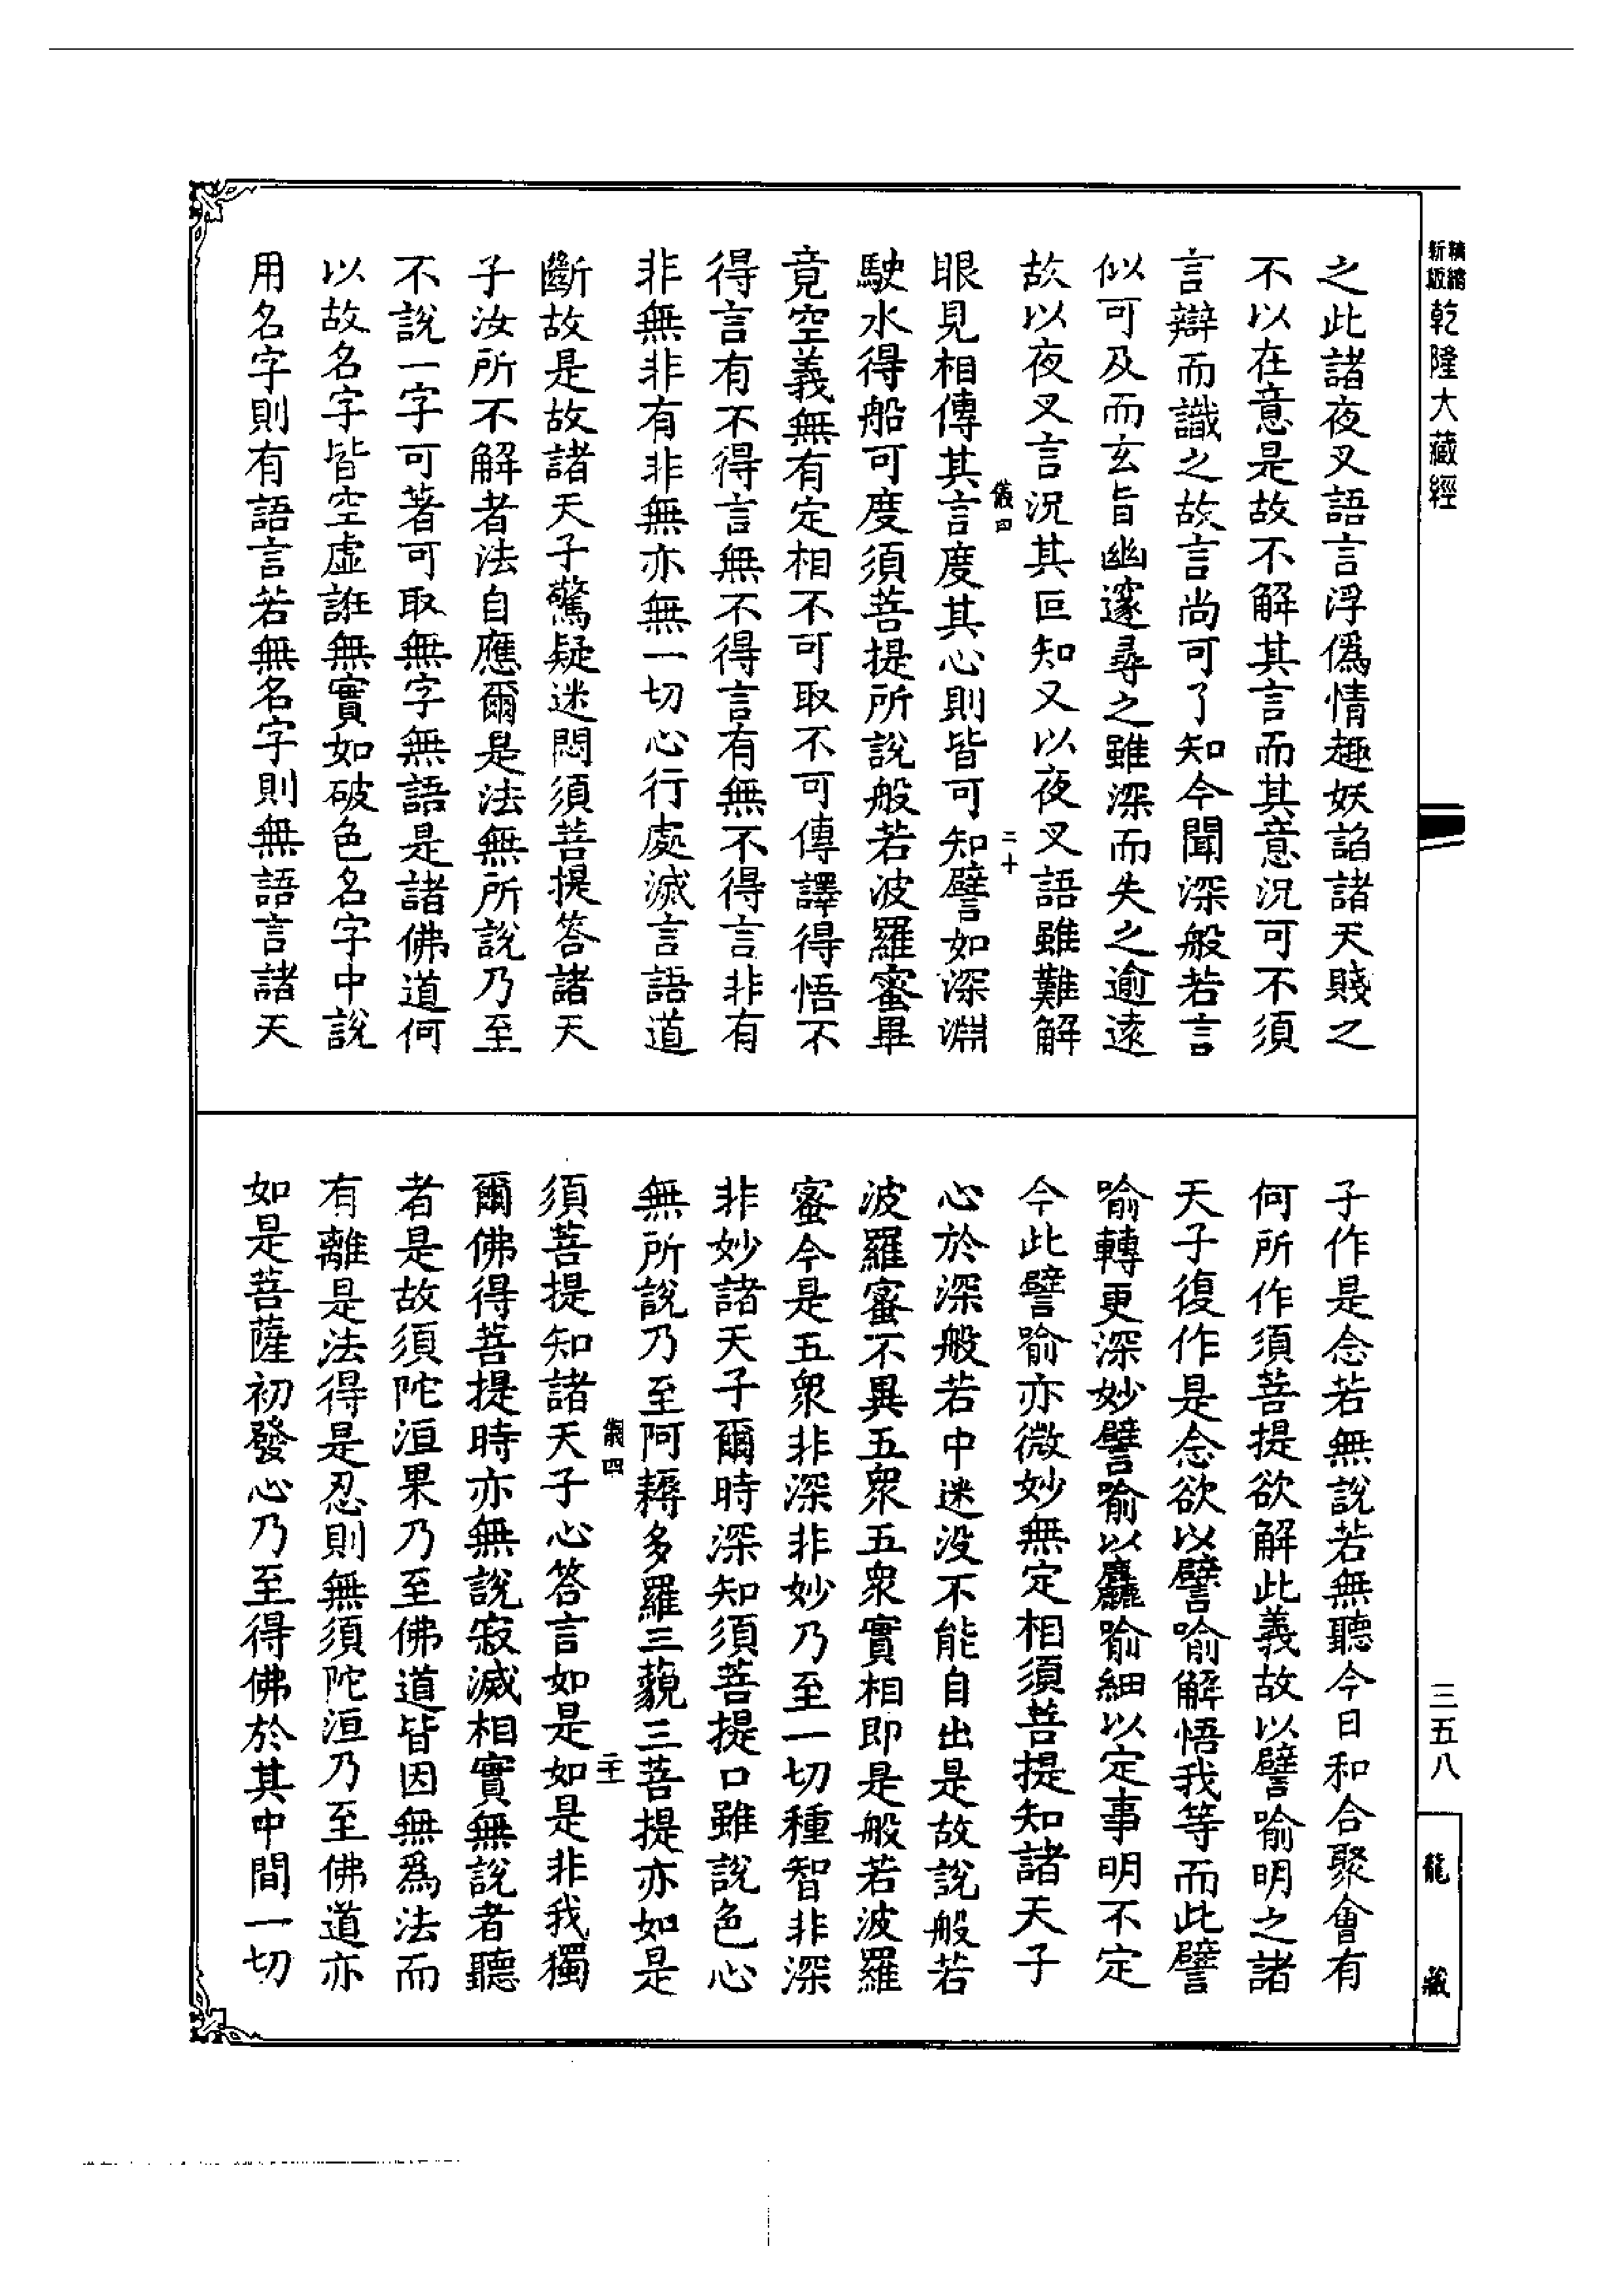 精縮新版乾隆大藏經
之此諸夜叉語言浮偽情趣妖諂諸天賤之
不以在意是故不解其言而其意況可不須
言辯而識之故言尚可了知今聞深般若言
似可及而玄旨幽邃尋之雖深而失之逾遠
故以夜叉言況其叵知又以夜叉語雖難解
儀四 二十
眼見相傳其言度其心則皆可知譬如深淵
駛水得船可度須菩提所說般若波羅蜜畢
竟空義無有定相不可取不可傳譯得悟不
得言有不得言無不得言有無不得言非有
非無非有非無亦無一切心行處滅言語道
斷故是故諸天子驚疑迷悶須菩提答諸天
子汝所不解者法自應爾是法無所說乃至
不說一字可著可取無字無語是諸佛道何
以故名字皆空虛誑無實如破色名字中說
用名字則有語言若無名字則無語言諸天
子作是念若無說若無聽今日和合聚會有
何所作須菩提欲解此義故以譬喻明之諸
天子復作是念欲以譬喻解悟我等而此譬
喻轉更深妙譬喻以麤喻細以定事明不定
今此譬喻亦微妙無定相須菩提知諸天子
心於深般若中迷没不能自出是故說般若
波羅蜜不異五眾五眾實相即是般若波羅
蜜今是五眾非深非妙乃至一切種智非深
非妙諸天子爾時深知須菩提口雖說色心
無所說乃至阿耨多羅三藐三菩提亦如是
儀四 二十一
須菩提知諸天子心答言如是如是非我獨
爾佛得菩提時亦無說寂滅相實無說者聽
者是故須陀洹果乃至佛道皆因無為法而
有離是法得是忍則無須陀洹乃至佛道亦
如是菩薩初發心乃至得佛於其中間一切
三五八
龍藏